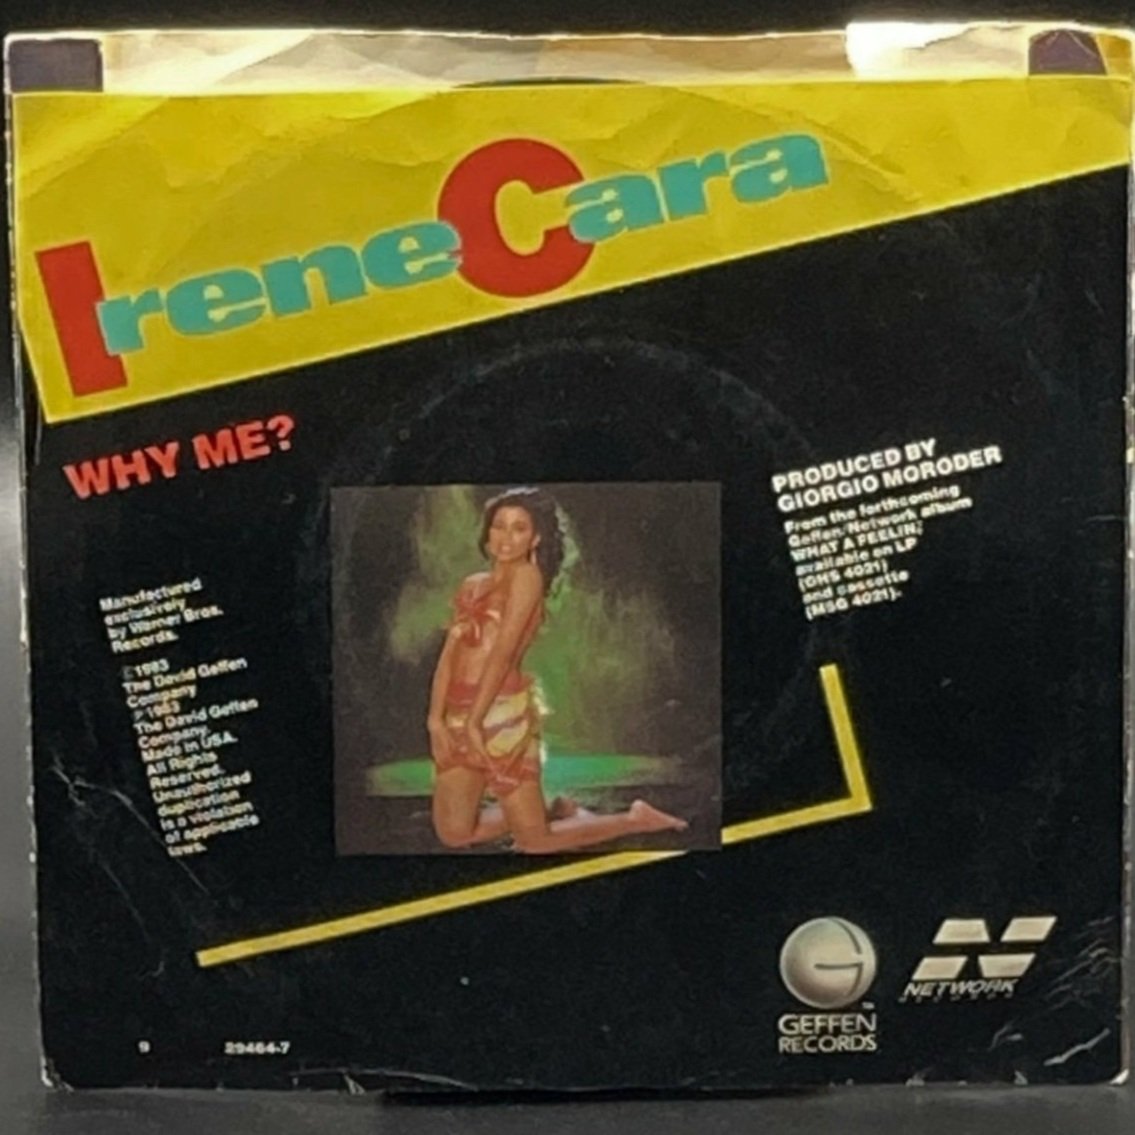 Irene Cara
WHY ME?
PRODUCED BY
GIORGIO MORODER
From the forthcoming
Geffen/Network album
WHAT A FEELIN'
available on LP
(GHS 4021)
and cassette
(M5G 4021).
Manufactured
exclusively
by Warner Bros.
Records.
©1983
The David Geffen
Company
℗ 1983
The David Geffen
Company.
Made in USA.
All Rights
Reserved.
Unauthorized
duplication
is a violation
of applicable
laws.
G
GEFFEN
RECORDS
™
N
NETWORK
RECORDS
9 29464-7